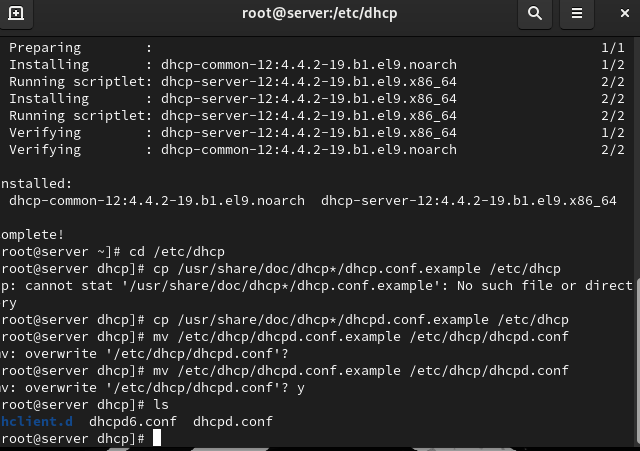 root@server:/etc/dhcp
Preparing        :                                        1/1
Installing       : dhcp-common-12:4.4.2-19.b1.el9.noarch  1/2
Running scriptlet: dhcp-server-12:4.4.2-19.b1.el9.x86_64  2/2
Installing       : dhcp-server-12:4.4.2-19.b1.el9.x86_64  2/2
Running scriptlet: dhcp-server-12:4.4.2-19.b1.el9.x86_64  2/2
Verifying        : dhcp-server-12:4.4.2-19.b1.el9.x86_64  1/2
Verifying        : dhcp-common-12:4.4.2-19.b1.el9.noarch  2/2
nstalled:
dhcp-common-12:4.4.2-19.b1.el9.noarch  dhcp-server-12:4.4.2-19.b1.el9.x86_64
omplete!
root@server ~]# cd /etc/dhcp
root@server dhcp]# cp /usr/share/doc/dhcp*/dhcp.conf.example /etc/dhcp
p: cannot stat '/usr/share/doc/dhcp*/dhcp.conf.example': No such file or direct
ry
root@server dhcp]# cp /usr/share/doc/dhcp*/dhcpd.conf.example /etc/dhcp
root@server dhcp]# mv /etc/dhcp/dhcpd.conf.example /etc/dhcp/dhcpd.conf
v: overwrite '/etc/dhcp/dhcpd.conf'?
root@server dhcp]# mv /etc/dhcp/dhcpd.conf.example /etc/dhcp/dhcpd.conf
v: overwrite '/etc/dhcp/dhcpd.conf'? y
root@server dhcp]# ls
hclient.d  dhcpd6.conf  dhcpd.conf
root@server dhcp]#